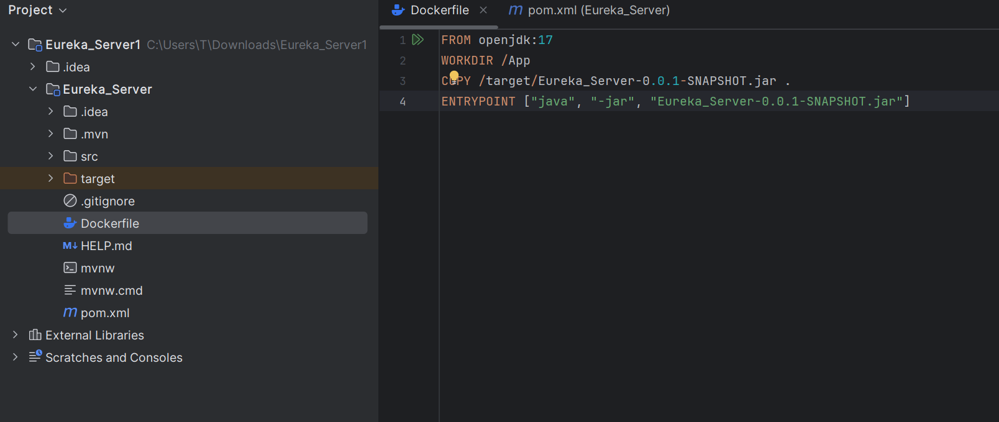 Project
Eureka_Server1 C:\Users\T\Downloads\Eureka_Server1
.idea
Eureka_Server
.idea
.mvn
src
target
.gitignore
Dockerfile
HELP.md
mvnw
mvnw.cmd
pom.xml
External Libraries
Scratches and Consoles
Dockerfile
pom.xml (Eureka_Server)
1 FROM openjdk:17
2 WORKDIR /App
3 COPY /target/Eureka_Server-0.0.1-SNAPSHOT.jar .
4 ENTRYPOINT ["java", "-jar", "Eureka_Server-0.0.1-SNAPSHOT.jar"]